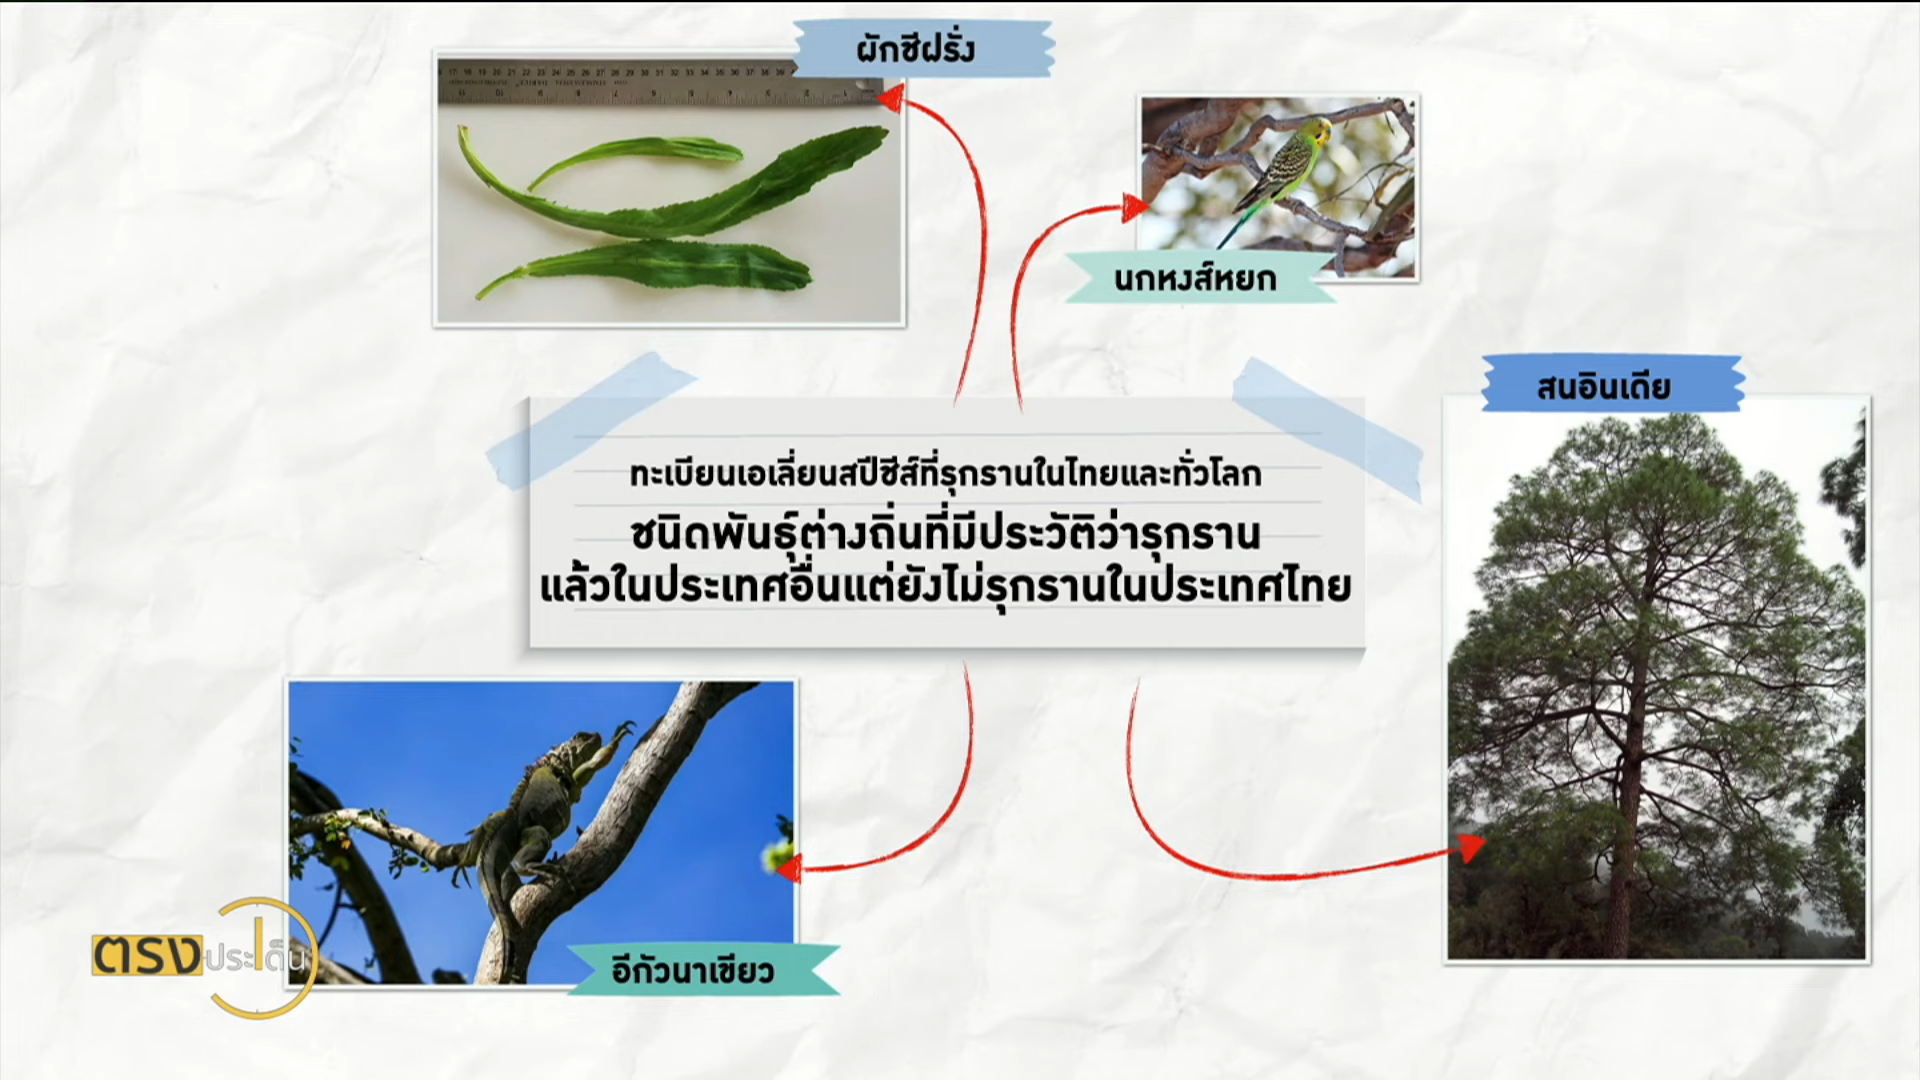 ผักชีฝรั่ง
นกหงส์หยก
สนอินเดีย
ทะเบียนเอเลี่ยนสปีชีส์ที่รุกรานในไทยและทั่วโลก
ชนิดพันธุ์ต่างถิ่นที่มีประวัติว่ารุกราน
แล้วในประเทศอื่นแต่ยังไม่รุกรานในประเทศไทย
อีกัวนาเขียว
ตรงประเด็น